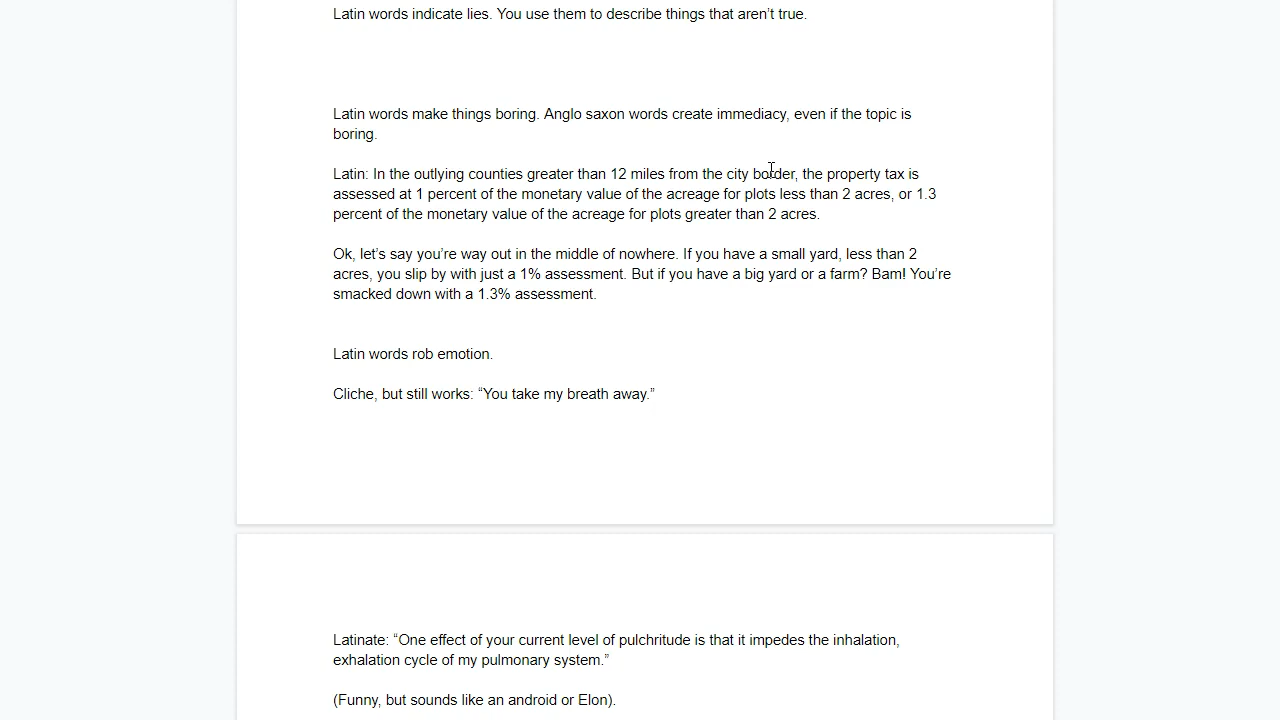 Latin words indicate lies. You use them to describe things that aren’t true.
Latin words make things boring. Anglo saxon words create immediacy, even if the topic is
boring.
Latin: In the outlying counties greater than 12 miles from the city border, the property tax is
assessed at 1 percent of the monetary value of the acreage for plots less than 2 acres, or 1.3
percent of the monetary value of the acreage for plots greater than 2 acres.
Ok, let’s say you’re way out in the middle of nowhere. If you have a small yard, less than 2
acres, you slip by with just a 1% assessment. But if you have a big yard or a farm? Bam! You’re
smacked down with a 1.3% assessment.
Latin words rob emotion.
Cliche, but still works: “You take my breath away.”
Latinate: “One effect of your current level of pulchritude is that it impedes the inhalation,
exhalation cycle of my pulmonary system.”
(Funny, but sounds like an android or Elon).